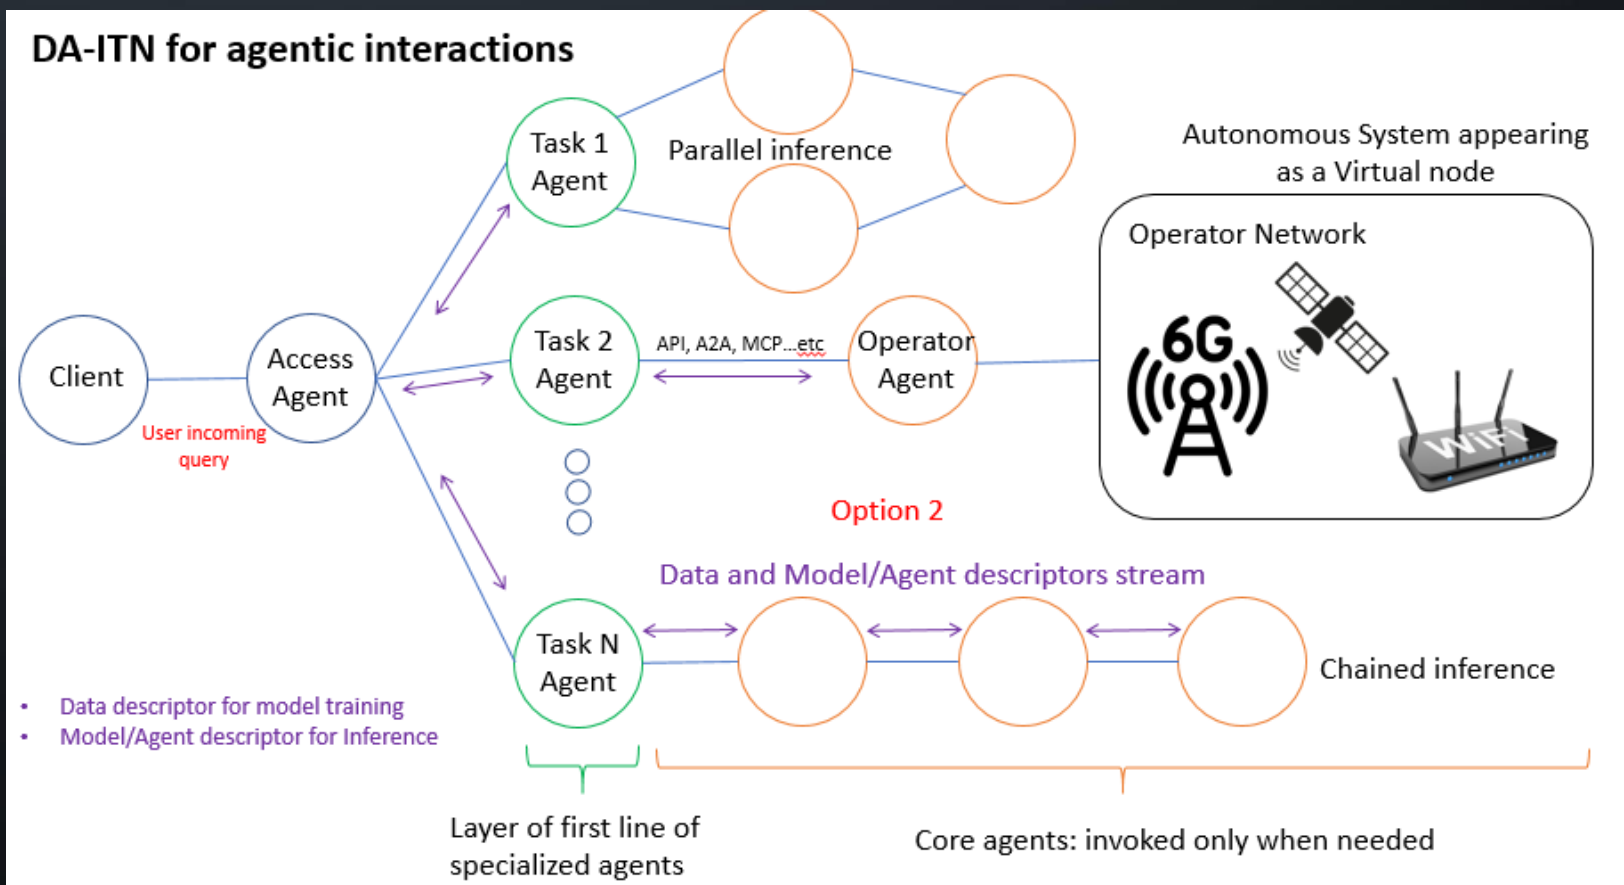 DA-ITN for agentic interactions
Task 1
Agent
Parallel inference
Autonomous System appearing
as a Virtual node
Operator Network
6G
WiFi
Client
Access
Agent
User incoming
query
Task 2
Agent
API, A2A, MCP...etc
Operator
Agent
Option 2
Data and Model/Agent descriptors stream
Task N
Agent
Chained inference
• Data descriptor for model training
• Model/Agent descriptor for Inference
Layer of first line of
specialized agents
Core agents: invoked only when needed